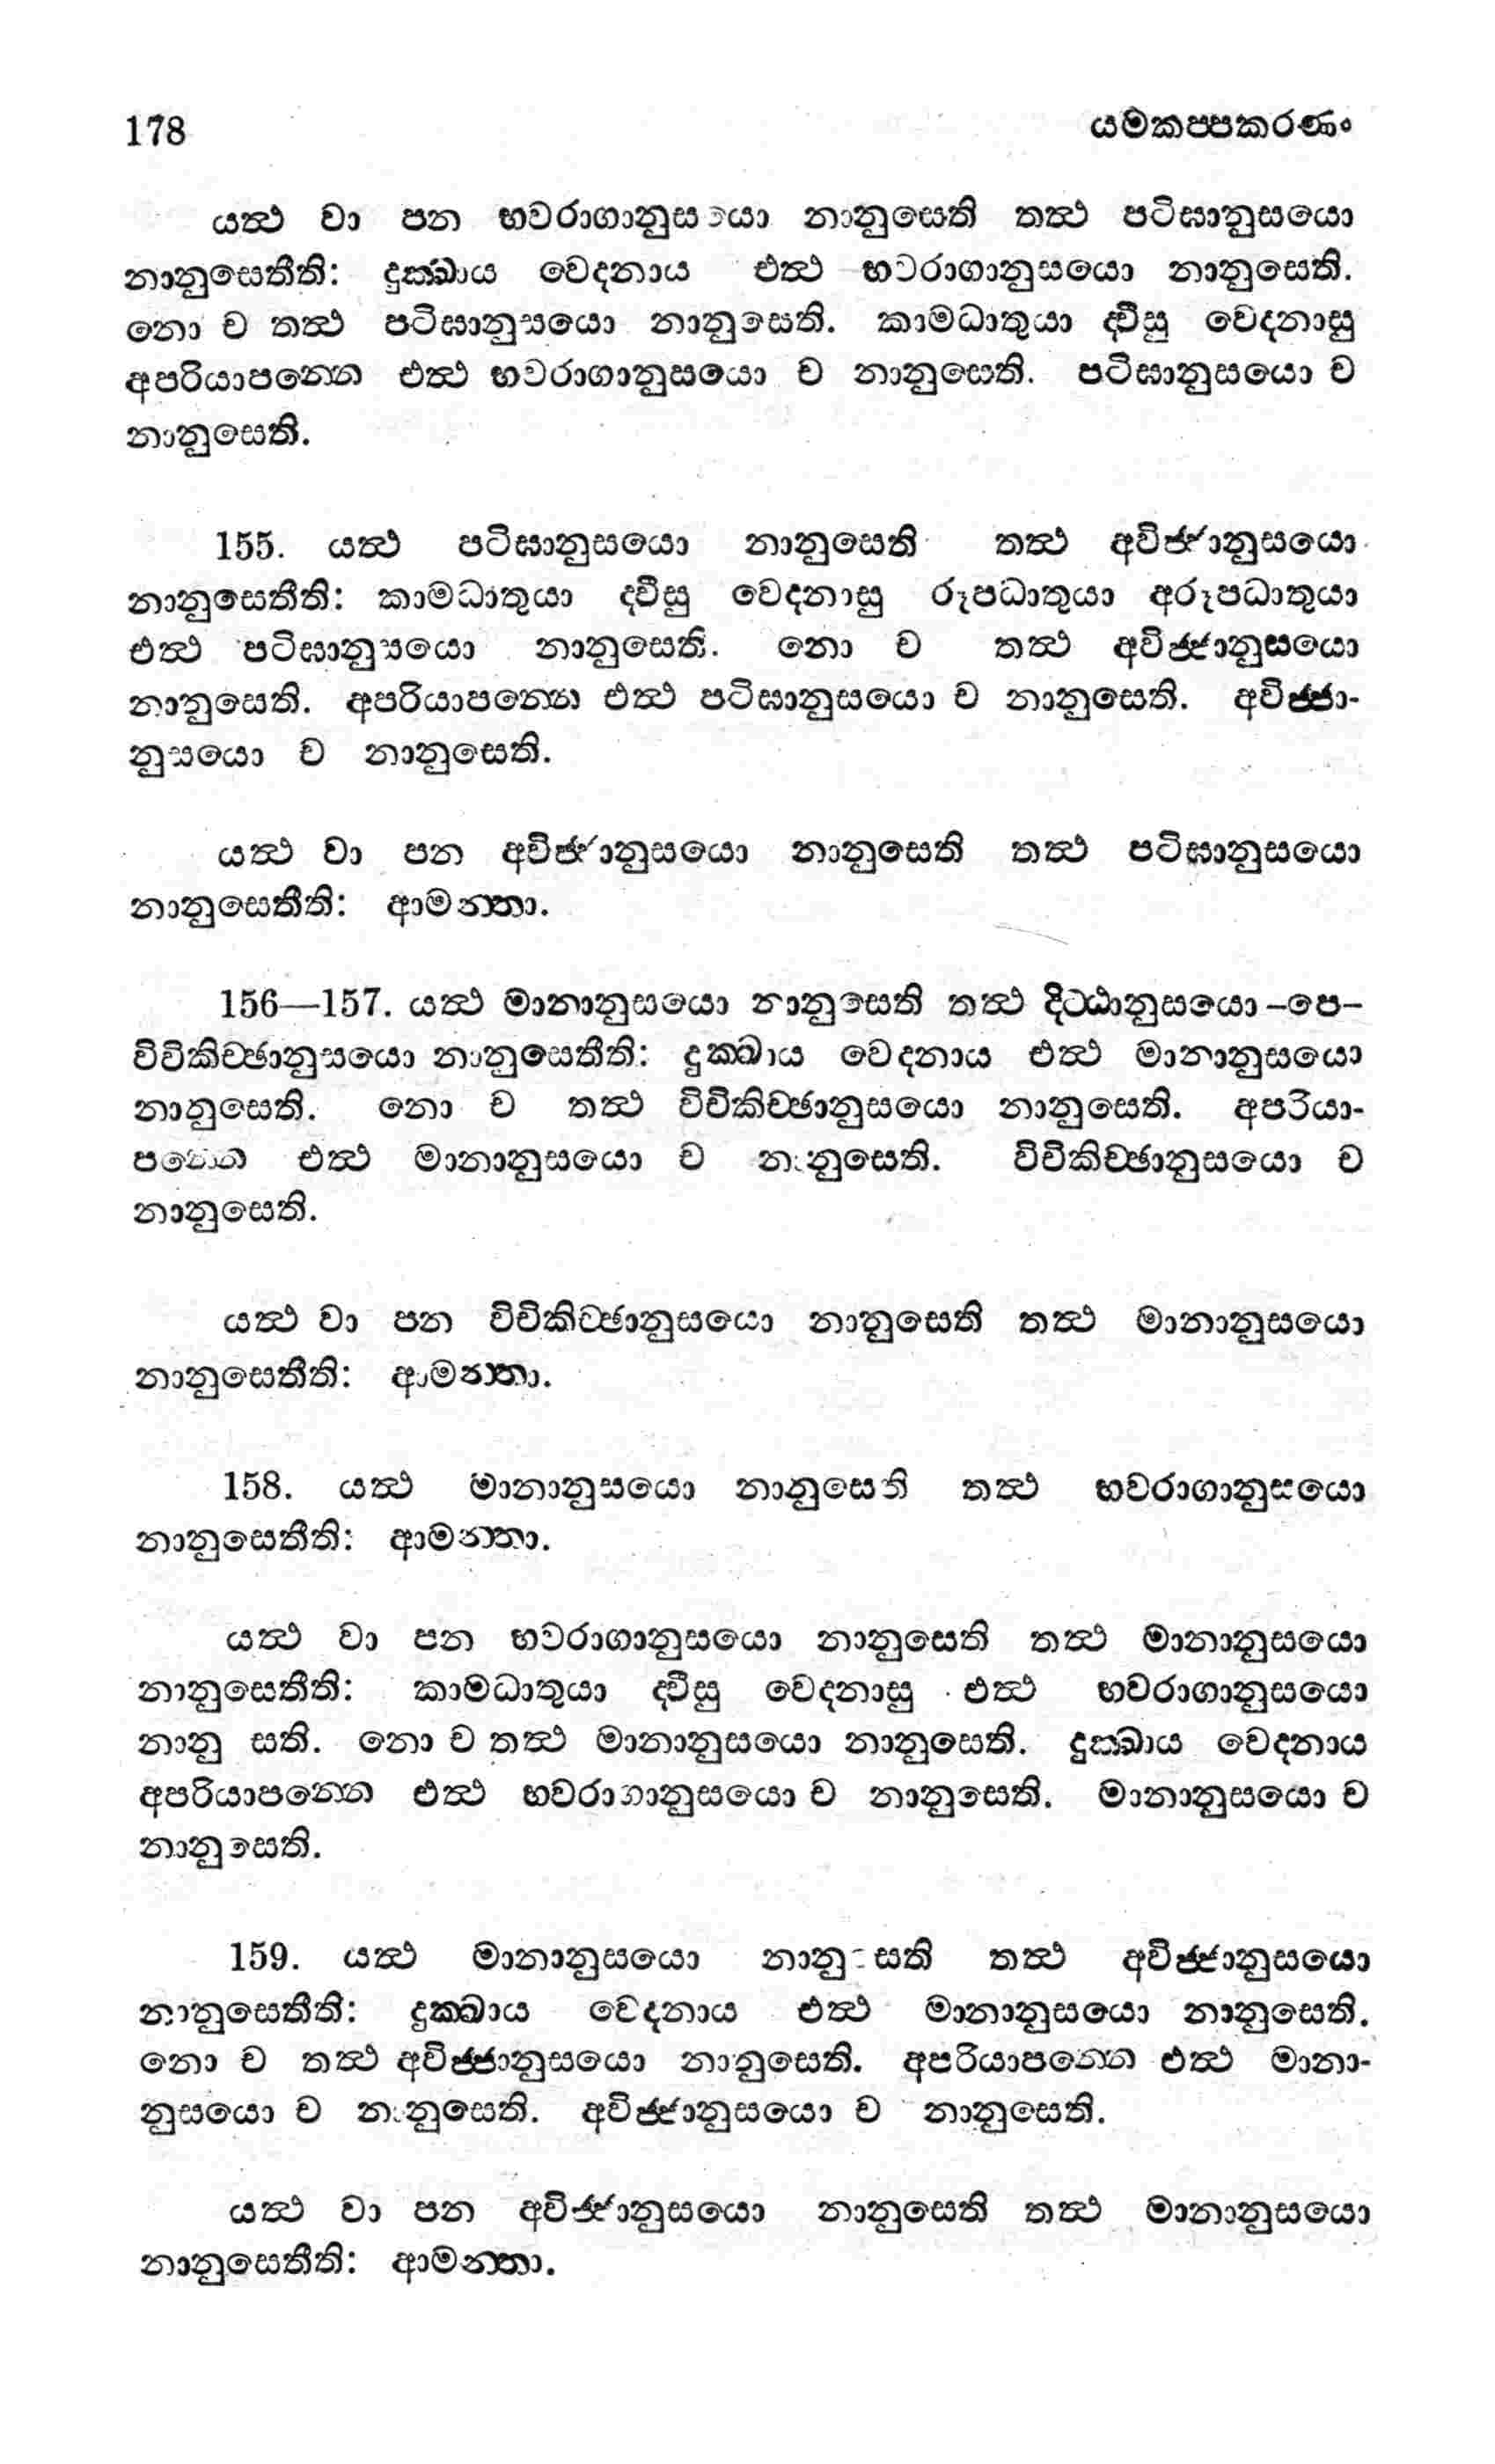 178 යමකප්පකරණං
යත්‍ථ වා පන භවරාගානුසයො නානුසෙති තත්‍ථ පටිඝානුසයො
නානුසෙතීති: දුක්‍ඛාය වෙදනාය එත්‍ථ භවරාගානුසයො නානුසෙති.
නො ච තත්‍ථ පටිඝානුසයො නානුසෙති. කාමධාතුයා ද්‍වීසු වෙදනාසු
අපරියාපන්නෙ එත්‍ථ භවරාගානුසයො ච නානුසෙති. පටිඝානුසයො ච
නානුසෙති.
155. යත්‍ථ පටිඝානුසයො නානුසෙති තත්‍ථ අවිජ්ජානුසයො
නානුසෙතීති: කාමධාතුයා ද්‍වීසු වෙදනාසු රූපධාතුයා අරූපධාතුයා
එත්‍ථ පටිඝානුසයො නානුසෙති. නො ච තත්‍ථ අවිජ්ජානුසයො
නානුසෙති. අපරියාපන්නෙ එත්‍ථ පටිඝානුසයො ච නානුසෙති. අවිජ්ජා-
නුසයො ච නානුසෙති.
යත්‍ථ වා පන අවිජ්ජානුසයො නානුසෙති තත්‍ථ පටිඝානුසයො
නානුසෙතීති: ආමන්තා.
156—157. යත්‍ථ මානානුසයො නානුසෙති තත්‍ථ දිට්ඨානුසයො –පෙ–
විචිකිච්ඡානුසයො නානුසෙතීති: දුක්‍ඛාය වෙදනාය එත්‍ථ මානානුසයො
නානුසෙති. නො ච තත්‍ථ විචිකිච්ඡානුසයො නානුසෙති. අපරියා-
පන්නෙ එත්‍ථ මානානුසයො ච නානුසෙති. විචිකිච්ඡානුසයො ච
නානුසෙති.
යත්‍ථ වා පන විචිකිච්ඡානුසයො නානුසෙති තත්‍ථ මානානුසයො
නානුසෙතීති: ආමන්තා.
158. යත්‍ථ මානානුසයො නානුසෙති තත්‍ථ භවරාගානුසයො
නානුසෙතීති: ආමන්තා.
යත්‍ථ වා පන භවරාගානුසයො නානුසෙති තත්‍ථ මානානුසයො
නානුසෙතීති: කාමධාතුයා ද්‍වීසු වෙදනාසු එත්‍ථ භවරාගානුසයො
නානු සති. නො ච තත්‍ථ මානානුසයො නානුසෙති. දුක්‍ඛාය වෙදනාය
අපරියාපන්නෙ එත්‍ථ භවරාගානුසයො ච නානුසෙති. මානානුසයො ච
නානුසෙති.
159. යත්‍ථ මානානුසයො නානුසෙති තත්‍ථ අවිජ්ජානුසයො
නානුසෙතීති: දුක්‍ඛාය වෙදනාය එත්‍ථ මානානුසයො නානුසෙති.
නො ච තත්‍ථ අවිජ්ජානුසයො නානුසෙති. අපරියාපන්නෙ එත්‍ථ මානා-
නුසයො ච නානුසෙති. අවිජ්ජානුසයො ච නානුසෙති.
යත්‍ථ වා පන අවිජ්ජානුසයො නානුසෙති තත්‍ථ මානානුසයො
නානුසෙතීති: ආමන්තා.